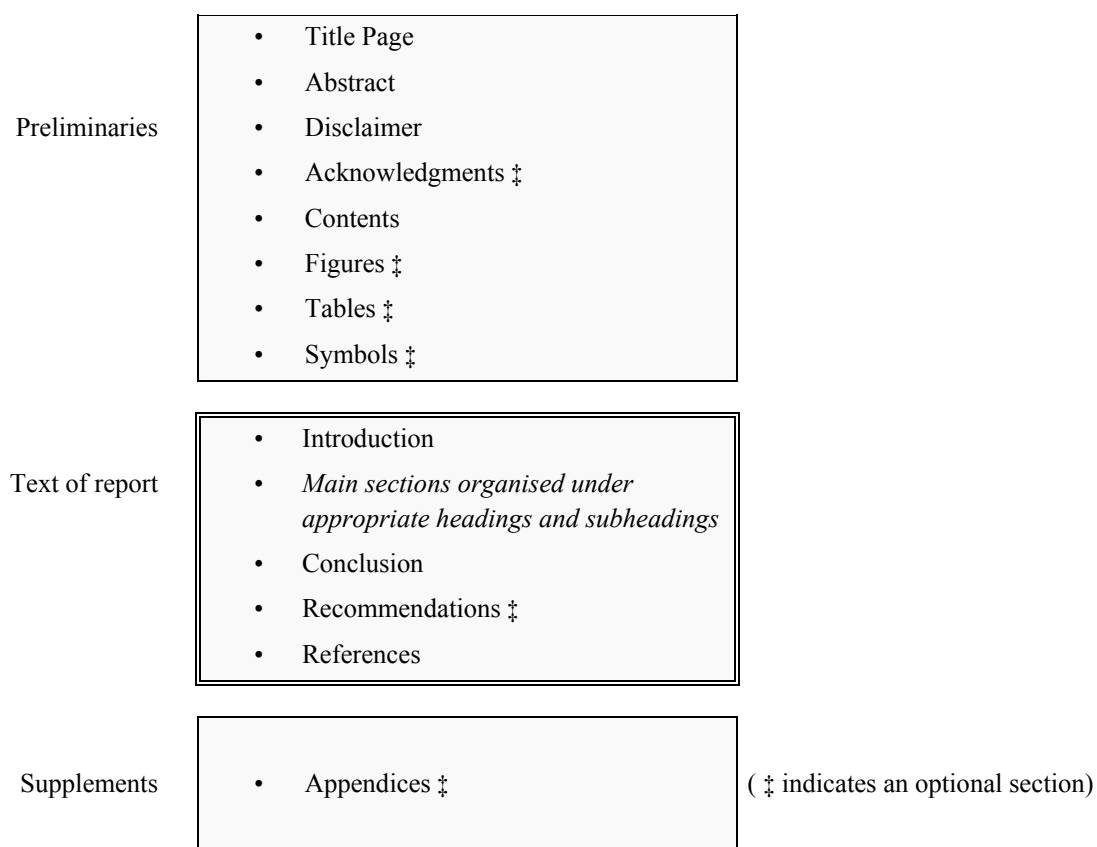 Preliminaries
• Title Page
• Abstract
• Disclaimer
• Acknowledgments ‡
• Contents
• Figures ‡
• Tables ‡
• Symbols ‡
Text of report
• Introduction
• Main sections organised under
appropriate headings and subheadings
• Conclusion
• Recommendations ‡
• References
Supplements
• Appendices ‡
( ‡ indicates an optional section)